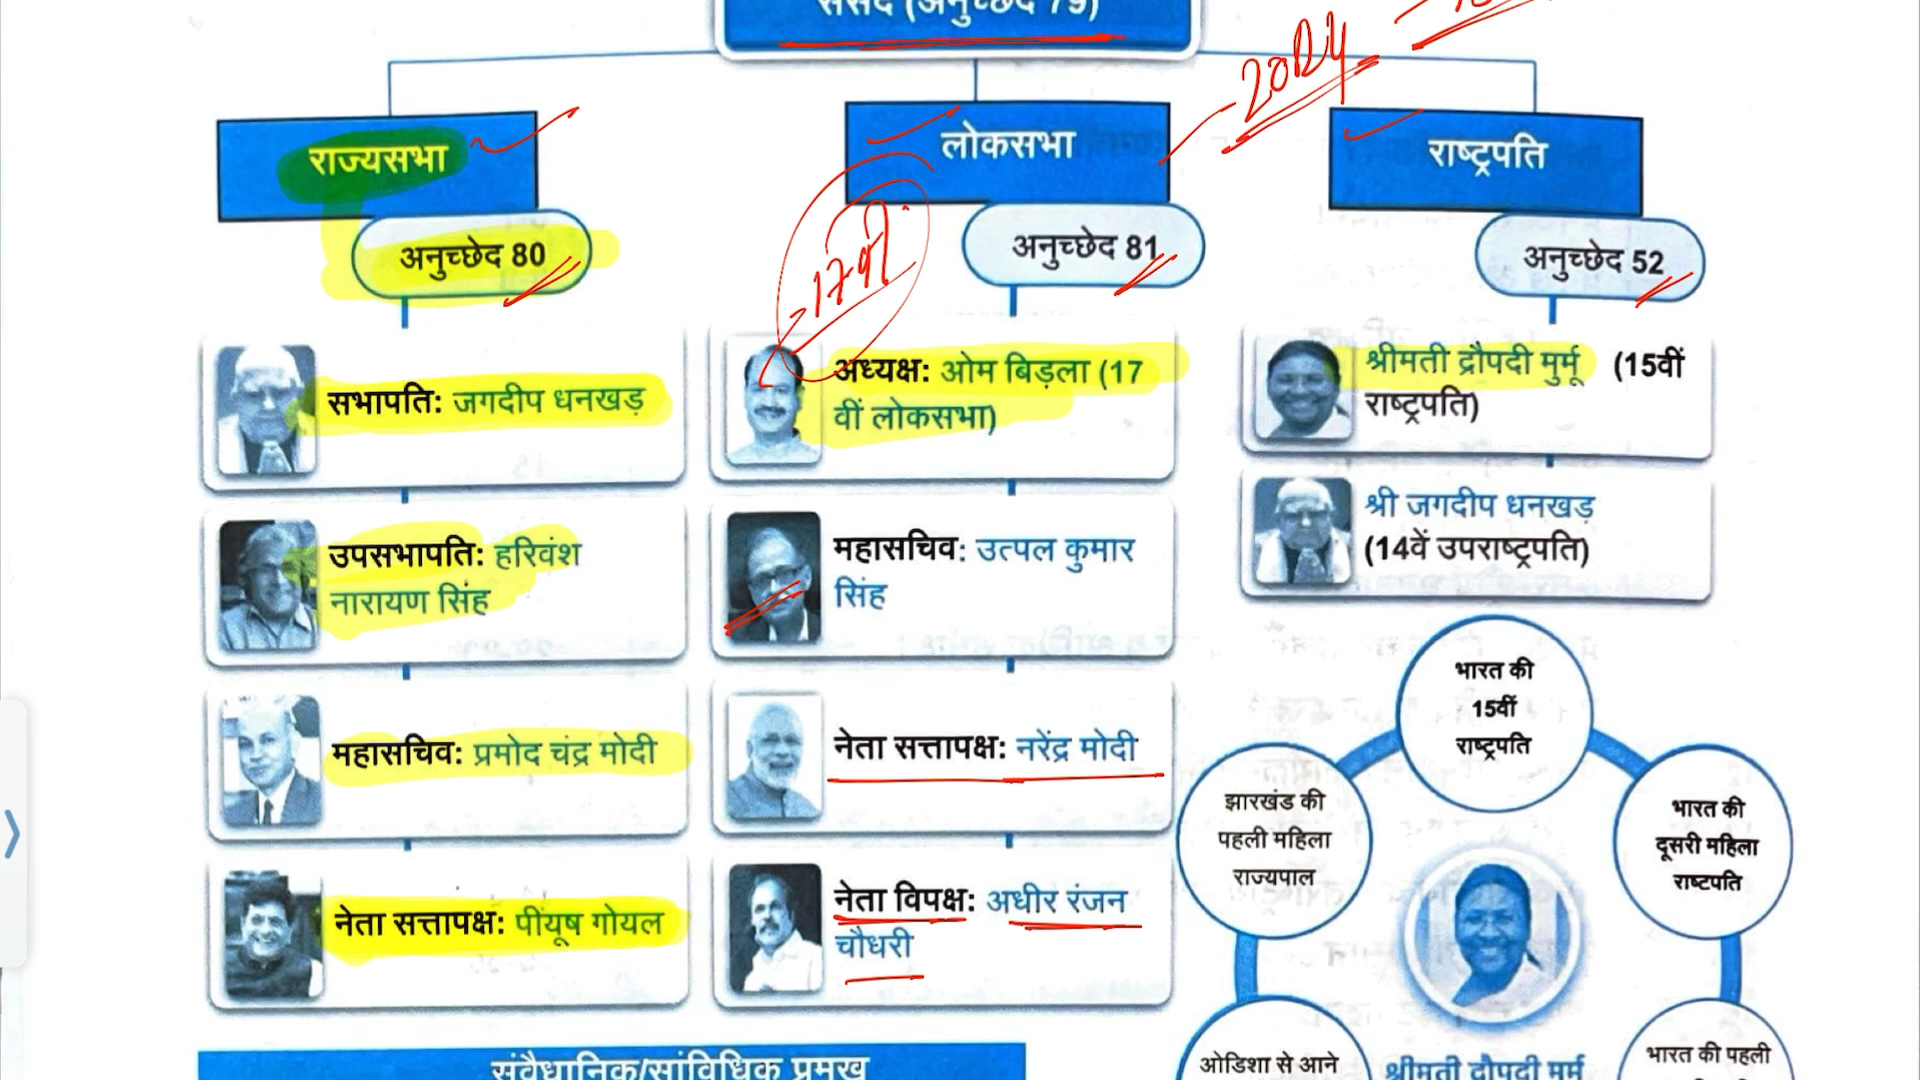 संसद (अनुच्छेद 79)
2024
राज्यसभा
लोकसभा
राष्ट्रपति
17वीं
अनुच्छेद 80
अनुच्छेद 81
अनुच्छेद 52
सभापति: जगदीप धनखड़
उपसभापति: हरिवंश
नारायण सिंह
महासचिव: प्रमोद चंद्र मोदी
नेता सत्तापक्ष: पीयूष गोयल
अध्यक्ष: ओम बिड़ला (17
वीं लोकसभा)
महासचिव: उत्पल कुमार
सिंह
नेता सत्तापक्ष: नरेंद्र मोदी
नेता विपक्ष: अधीर रंजन
चौधरी
श्रीमती द्रौपदी मुर्मू (15वीं
राष्ट्रपति)
श्री जगदीप धनखड़
(14वें उपराष्ट्रपति)
भारत की
15वीं
राष्ट्रपति
झारखंड की
पहली महिला
राज्यपाल
भारत की
दूसरी महिला
राष्टपति
ओडिशा से आने
श्रीमती द्रौपदी मुर्मू
भारत की पहली
संवैधानिक/सांविधिक प्रमुख